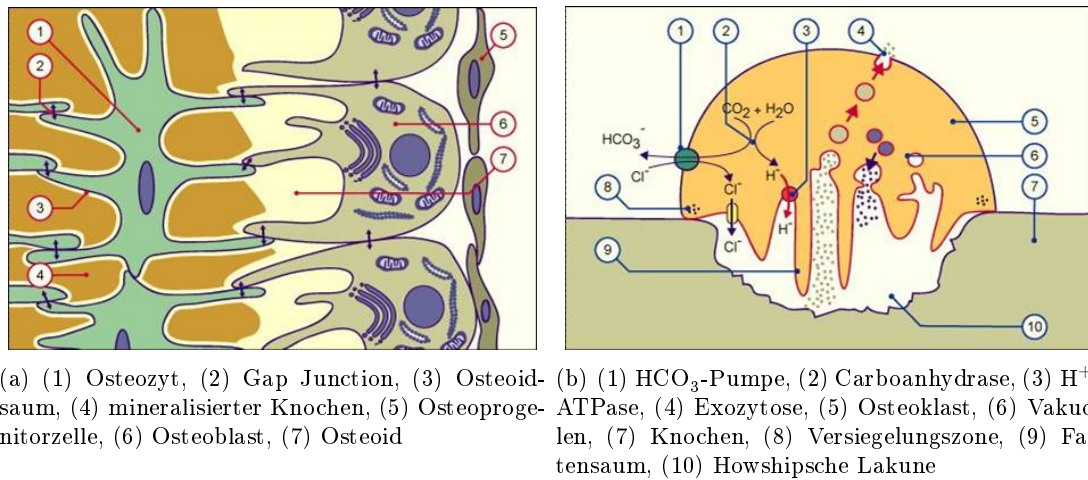 1
2
3
4
5
6
7
1
2
3
4
5
6
7
8
9
10
CO₂ + H₂O
HCO₃⁻
Cl⁻
Cl⁻
H⁻
H⁻
Cl⁻
(a) (1) Osteozyt, (2) Gap Junction, (3) Osteoid-
saum, (4) mineralisierter Knochen, (5) Osteoproge-
nitorzelle, (6) Osteoblast, (7) Osteoid
(b) (1) HCO₃-Pumpe, (2) Carboanhydrase, (3) H⁺
ATPase, (4) Exozytose, (5) Osteoklast, (6) Vakuo
len, (7) Knochen, (8) Versiegelungszone, (9) Fa
tensaum, (10) Howshipsche Lakune